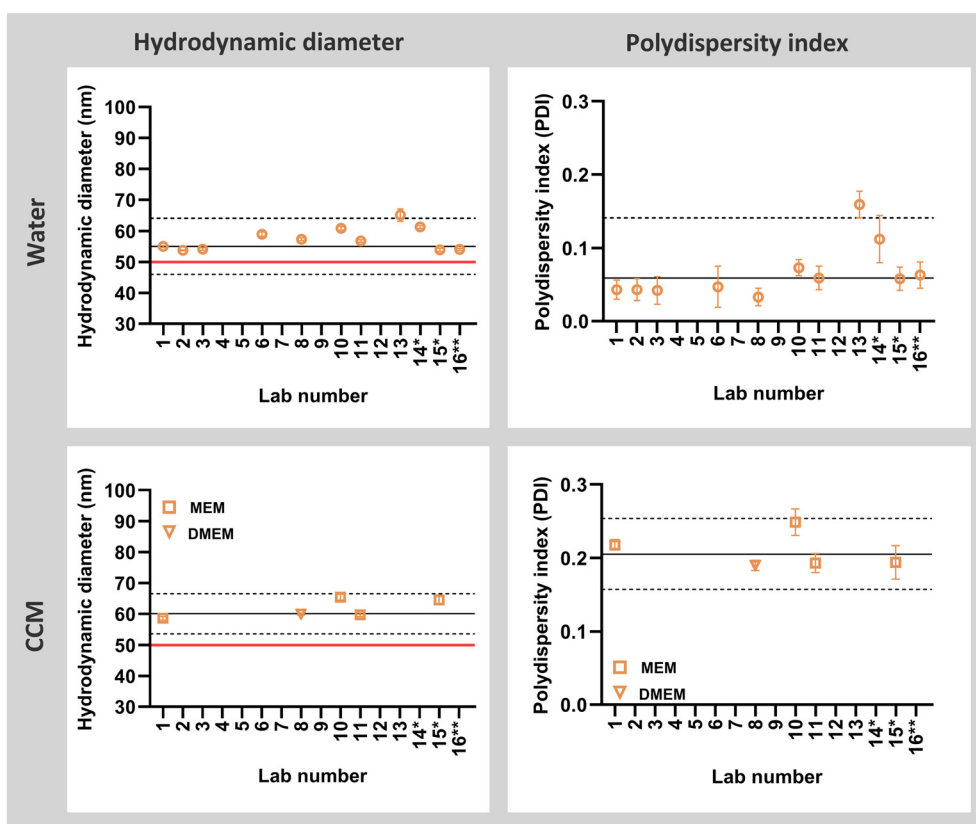 Hydrodynamic diameter
Polydispersity index
Water
Hydrodynamic diameter (nm)
100
90
80
70
60
50
40
30
1 2 3 4 5 6 7 8 9 10 11 12 13 14* 15* 16**
Lab number
Polydispersity index (PDI)
0.3
0.2
0.1
0.0
1 2 3 4 5 6 7 8 9 10 11 12 13 14* 15* 16**
Lab number
CCM
Hydrodynamic diameter (nm)
100
90
80
70
60
50
40
30
MEM
DMEM
1 2 3 4 5 6 7 8 9 10 11 12 13 14* 15* 16**
Lab number
Polydispersity index (PDI)
0.3
0.2
0.1
0.0
MEM
DMEM
1 2 3 4 5 6 7 8 9 10 11 12 13 14* 15* 16**
Lab number